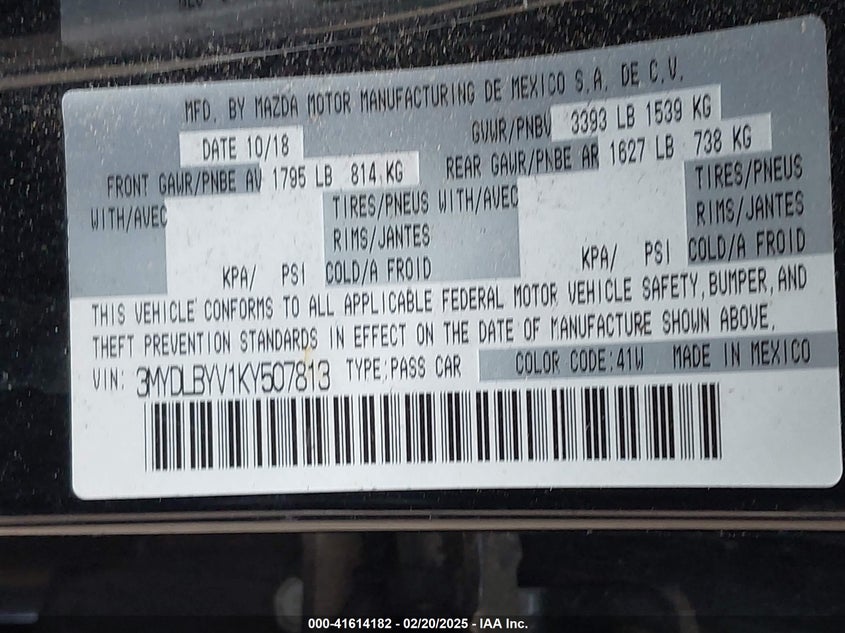 MFD. BY MAZDA MOTOR MANUFACTURING DE MEXICO S.A. DE C.V.
DATE 10/18 GVWR/PNBV 3393 LB 1539 KG
FRONT GAWR/PNBE AV 1795 LB 814 KG REAR GAWR/PNBE AR 1627 LB 738 KG
WITH/AVEC TIRES/PNEUS WITH/AVEC TIRES/PNEUS
RIMS/JANTES RIMS/JANTES
KPA/ PSI COLD/A FROID KPA/ PSI COLD/A FROID
THIS VEHICLE CONFORMS TO ALL APPLICABLE FEDERAL MOTOR VEHICLE SAFETY, BUMPER, AND
THEFT PREVENTION STANDARDS IN EFFECT ON THE DATE OF MANUFACTURE SHOWN ABOVE.
VIN: 3MYDLBYV1KY507813 TYPE:PASS CAR COLOR CODE:41W MADE IN MEXICO
000-41614182 - 02/20/2025 - IAA Inc.